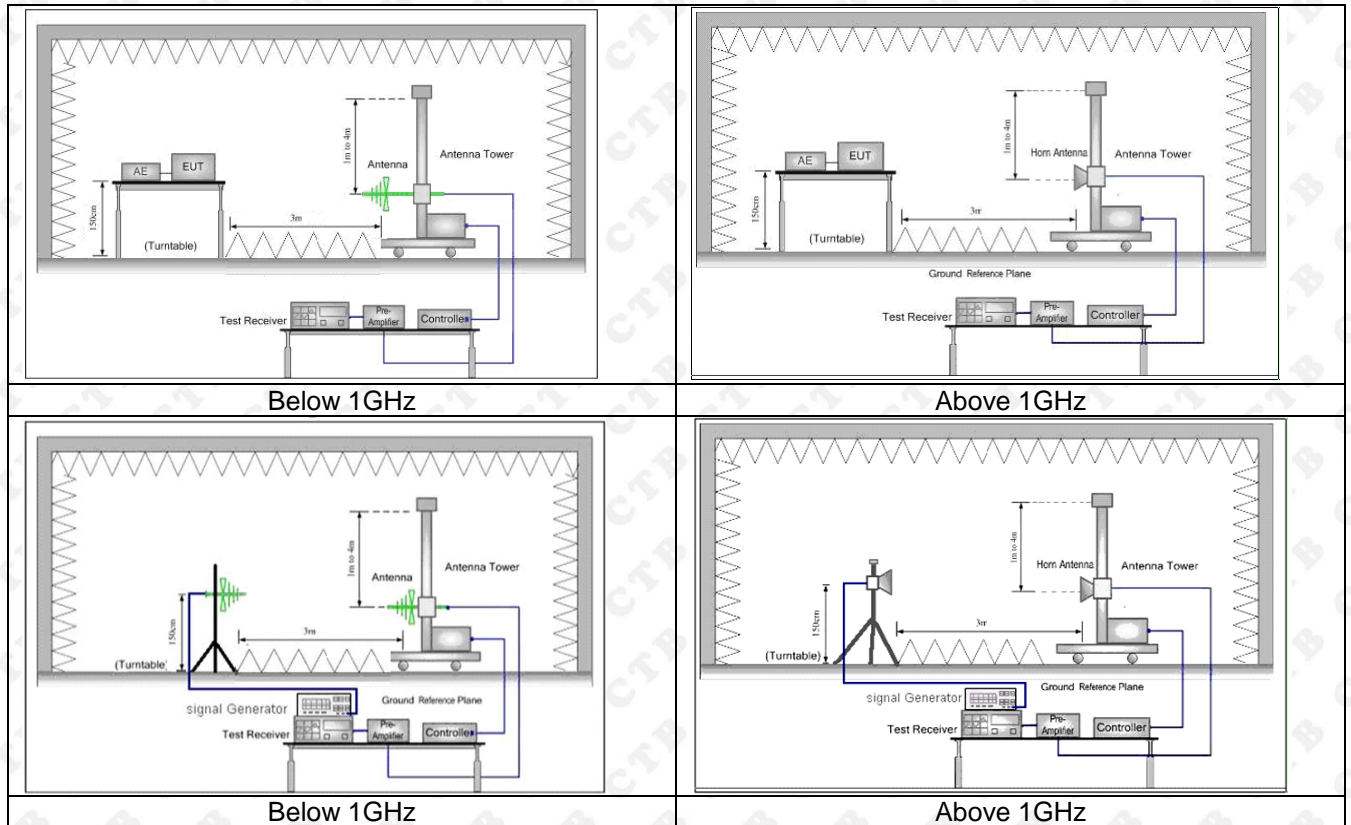 1m to 4m
Antenna
Antenna Tower
AE
EUT
150cm
3m
(Turntable)
Test Receiver
Pre-
Amplifier
Controller
Below 1GHz
1m to 4m
Horn Antenna
Antenna Tower
AE
EUT
150cm
3m
(Turntable)
Ground Reference Plane
Test Receiver
Pre-
Amplifier
Controller
Above 1GHz
1m to 4m
Antenna
Antenna Tower
150cm
3m
(Turntable)
Ground Reference Plane
signal Generator
Test Receiver
Pre-
Amplifier
Controller
Below 1GHz
1m to 4m
Horn Antenna
Antenna Tower
150cm
3m
(Turntable)
Ground Reference Plane
signal Generator
Test Receiver
Pre-
Amplifier
Controller
Above 1GHz
CTB